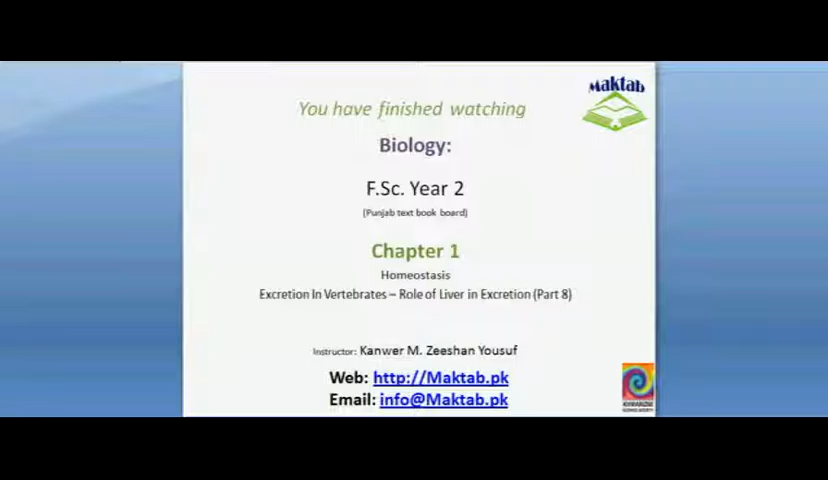 Maktab
You have finished watching
Biology:
F.Sc. Year 2
(Punjab text book board)
Chapter 1
Homeostasis
Excretion In Vertebrates – Role of Liver in Excretion (Part 8)
Instructor: Kanwer M. Zeeshan Yousuf
Web: http://Maktab.pk
Email: info@Maktab.pk